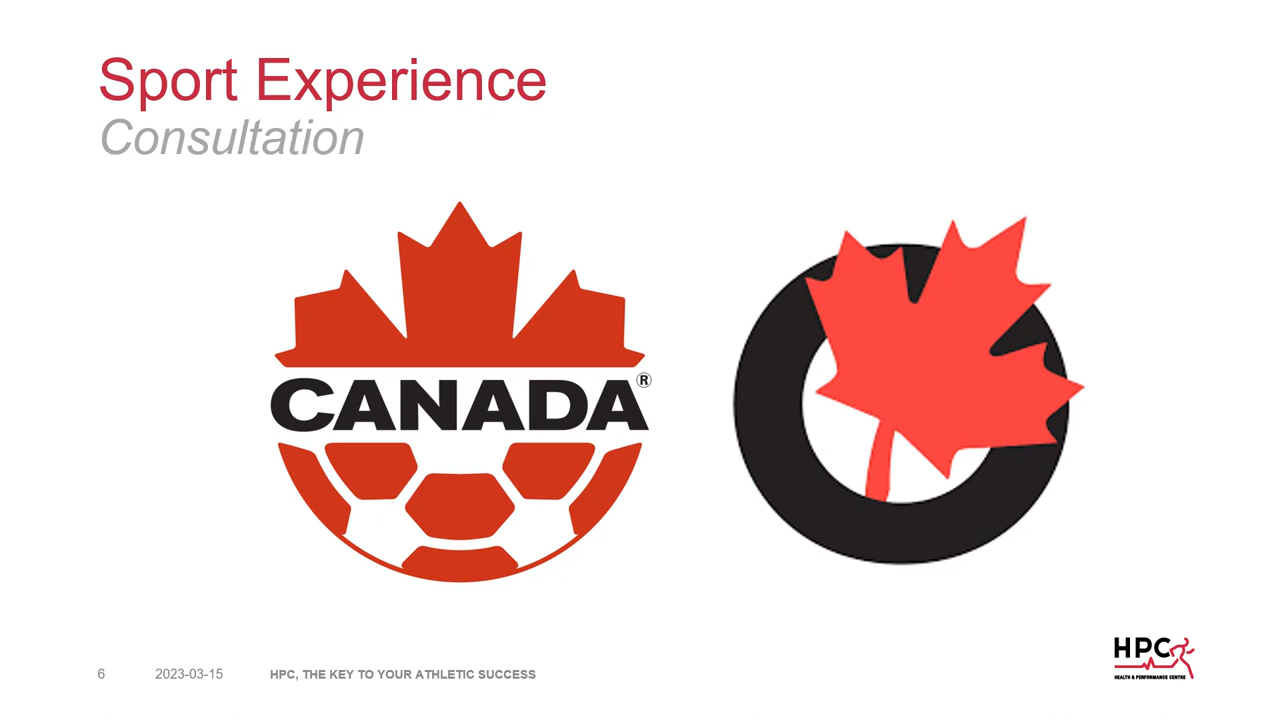 Sport Experience
Consultation
CANADA®
6 2023-03-15 HPC, THE KEY TO YOUR ATHLETIC SUCCESS
HPC
HEALTH & PERFORMANCE CENTRE